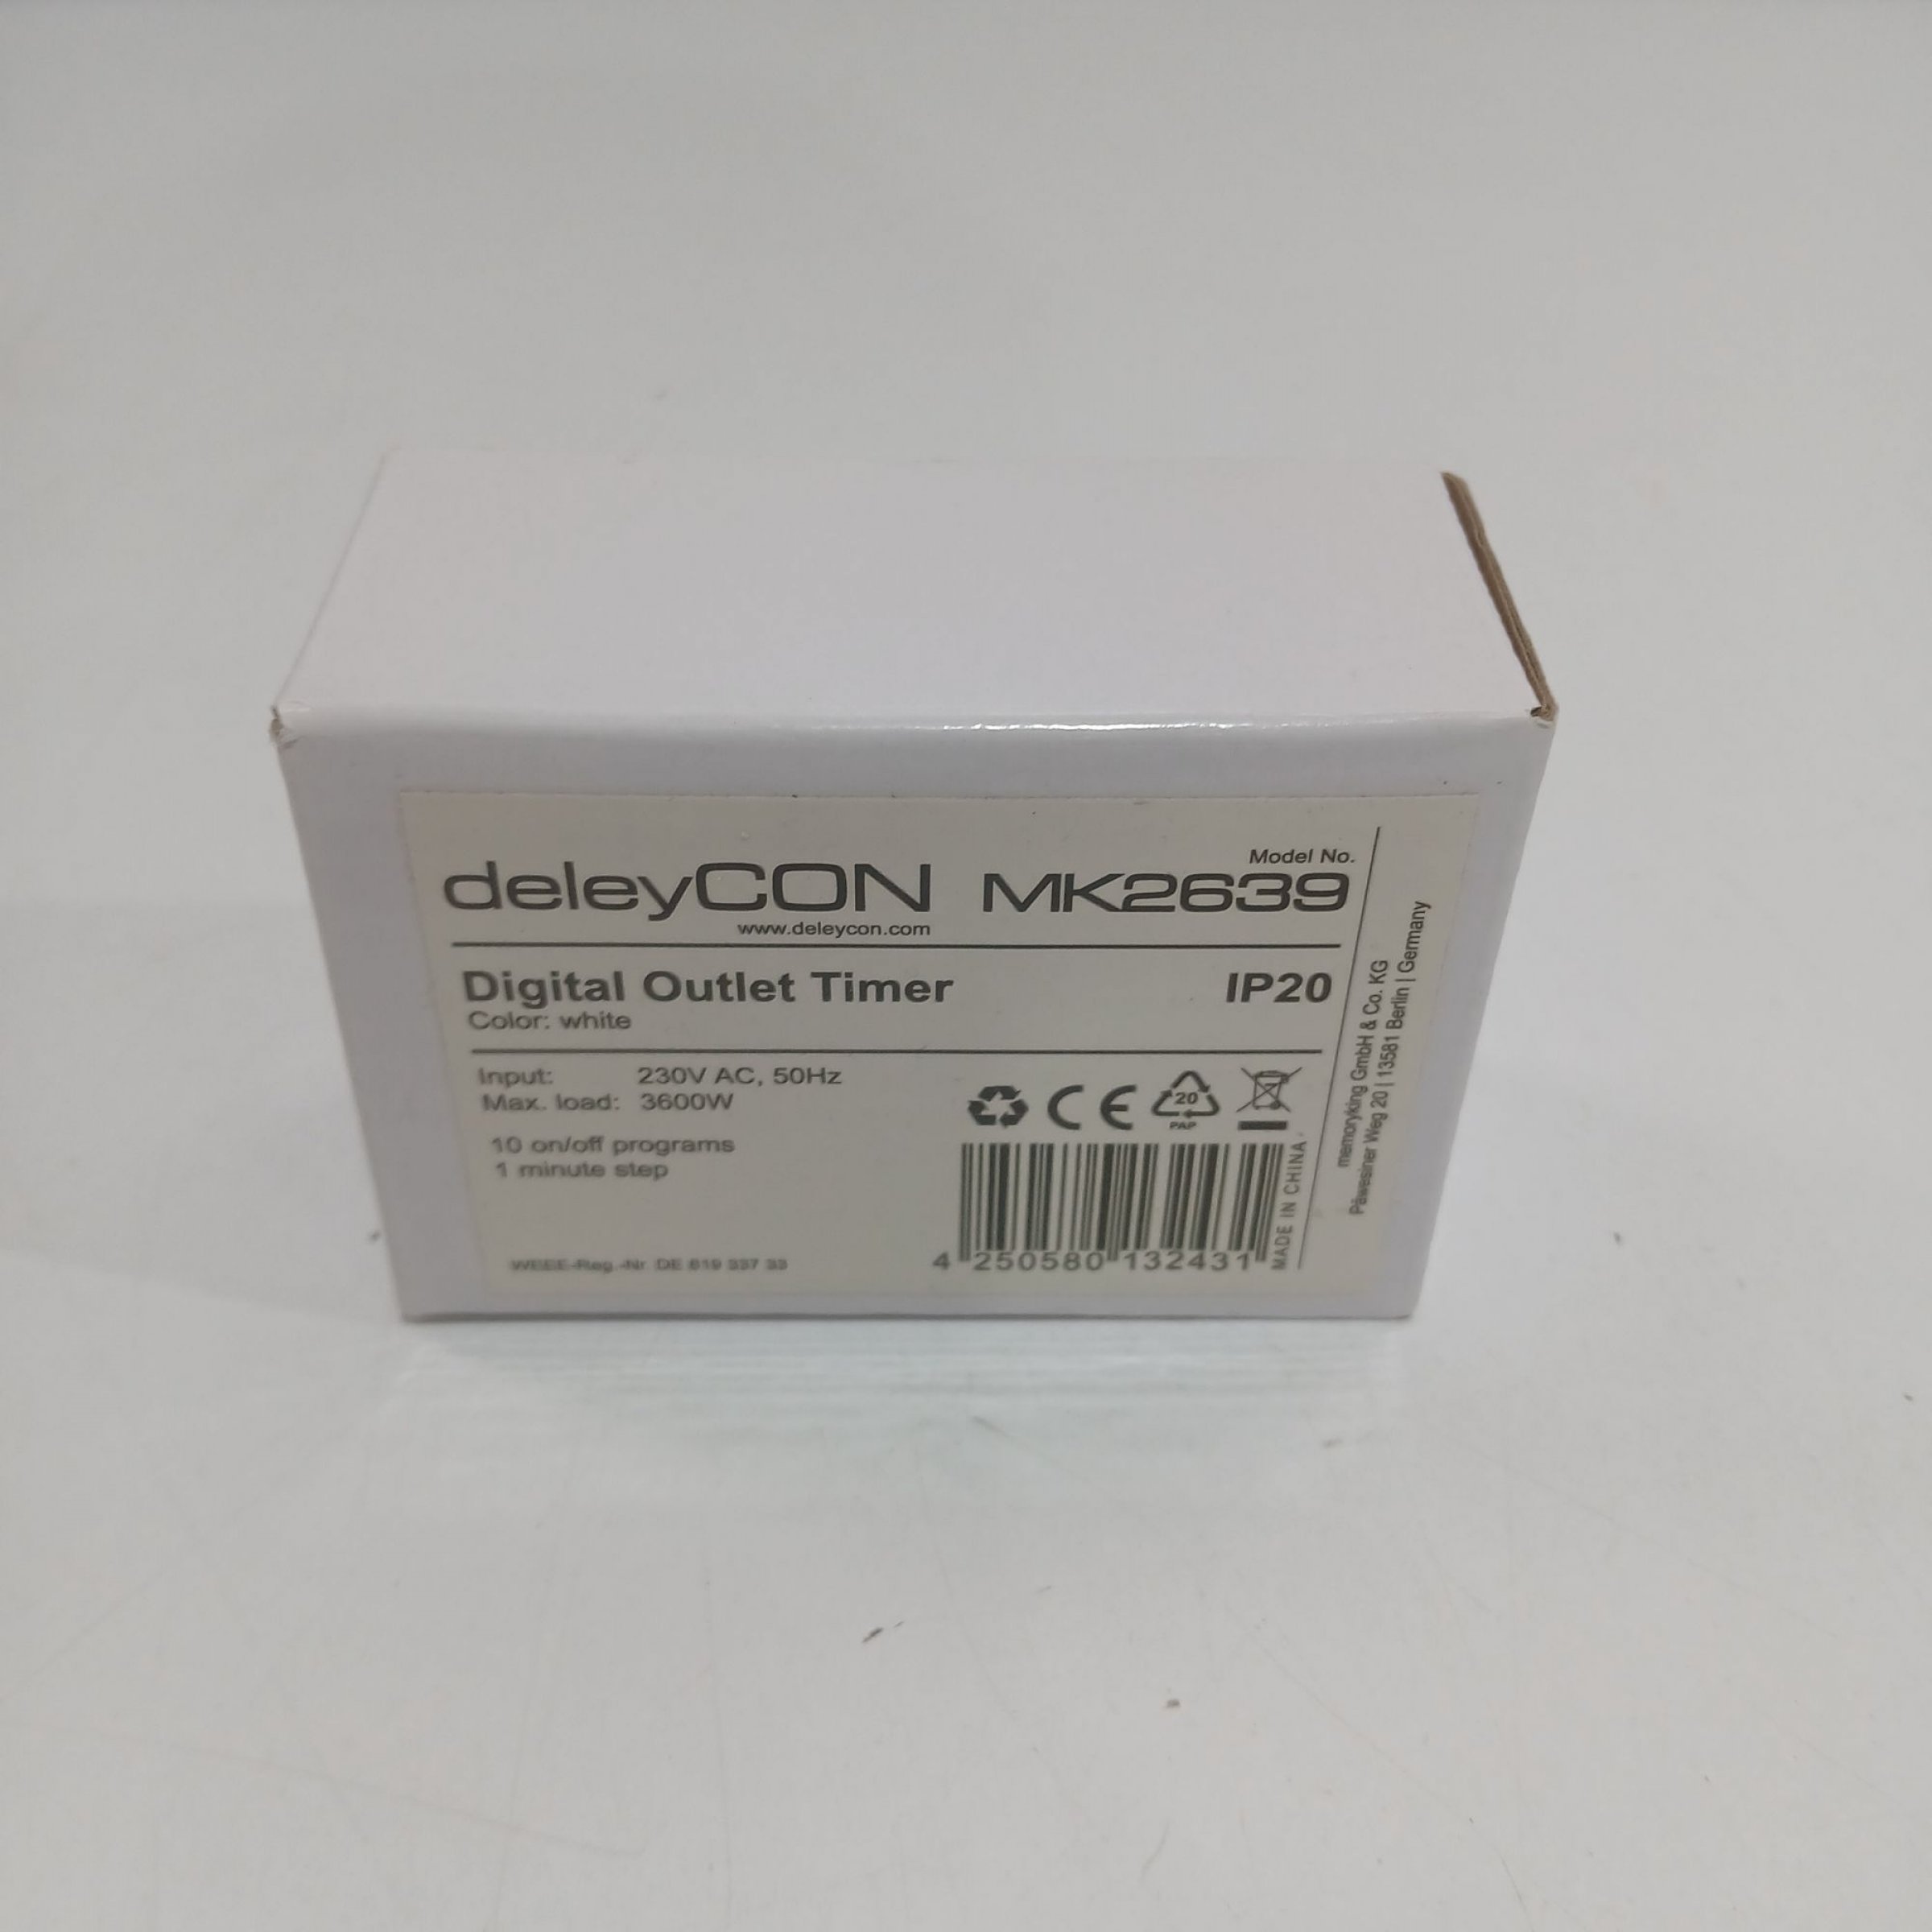 deleyCON
www.deleycon.com
Model No.
MK2639
Digital Outlet Timer
IP20
Color: white
Input: 230V AC, 50Hz
Max. load: 3600W
10 on/off programs
1 minute step
WEEE-Reg.-Nr. DE 819 337 33
CE
20
PAP
4 250580 132431
MADE IN CHINA
memoryking GmbH & Co. KG
Päwesiner Weg 20 | 13581 Berlin | Germany